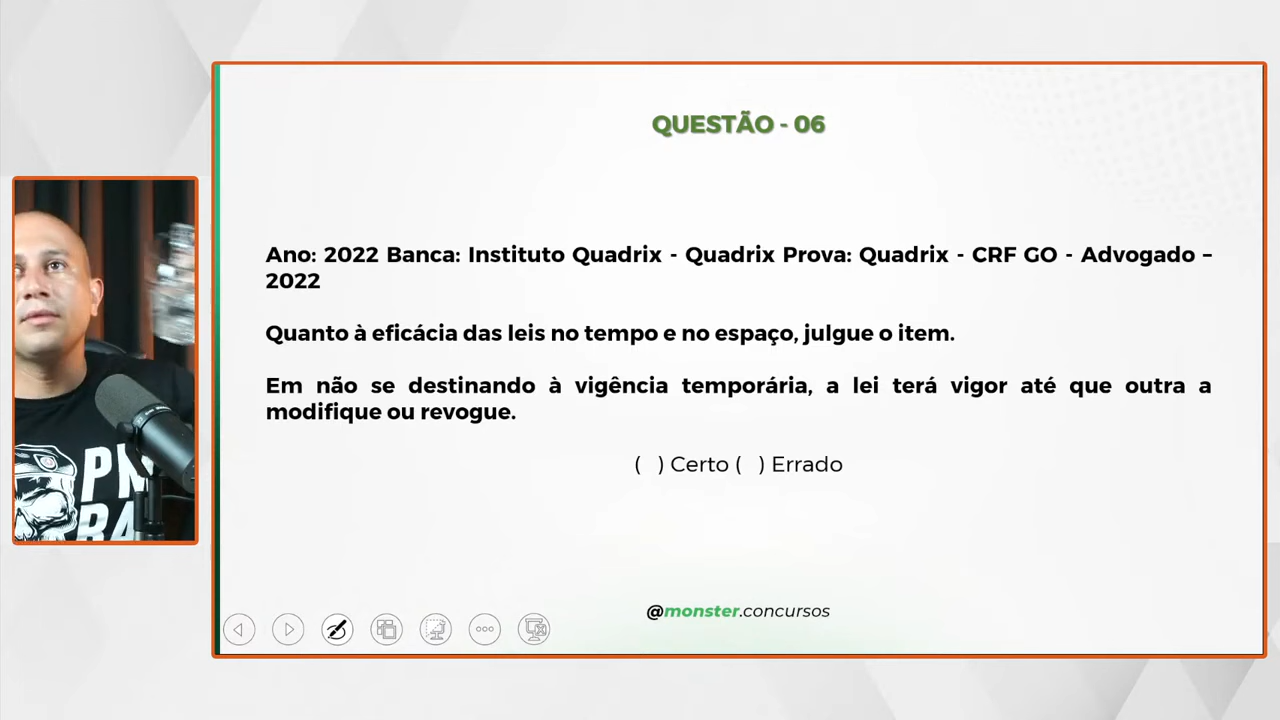 QUESTÃO - 06
Ano: 2022 Banca: Instituto Quadrix - Quadrix Prova: Quadrix - CRF GO - Advogado –
2022
Quanto à eficácia das leis no tempo e no espaço, julgue o item.
Em não se destinando à vigência temporária, a lei terá vigor até que outra a
modifique ou revogue.
( ) Certo ( ) Errado
@monster.concursos